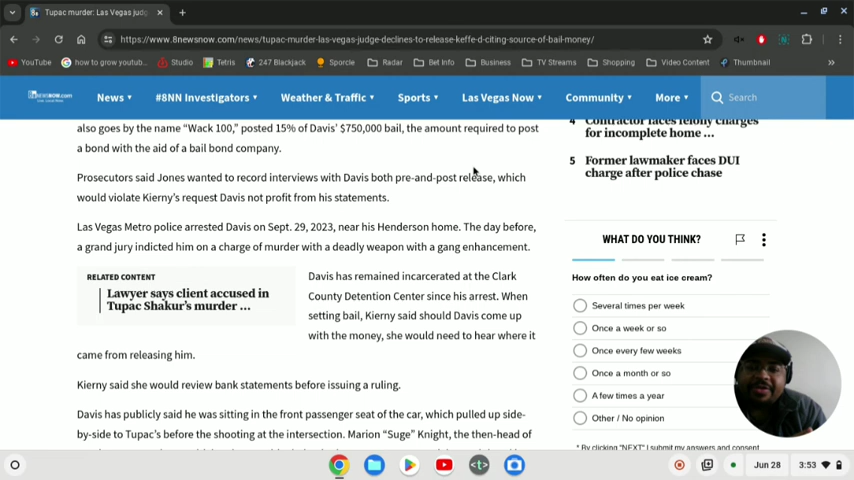 Tupac murder: Las Vegas judg
https://www.8newsnow.com/news/tupac-murder-las-vegas-judge-declines-to-release-keffe-d-citing-source-of-bail-money/
YouTube
how to grow youtub...
Studio
Tetris
247 Blackjack
Sporcle
Radar
Bet Info
Business
TV Streams
Shopping
Video Content
Thumbnail
8NEWSNOW.COM
News
#8NN Investigators
Weather & Traffic
Sports
Las Vegas Now
Community
More
Search
also goes by the name “Wack 100,” posted 15% of Davis’ $750,000 bail, the amount required to post
a bond with the aid of a bail bond company.
Prosecutors said Jones wanted to record interviews with Davis both pre-and-post release, which
would violate Kierny’s request Davis not profit from his statements.
Las Vegas Metro police arrested Davis on Sept. 29, 2023, near his Henderson home. The day before,
a grand jury indicted him on a charge of murder with a deadly weapon with a gang enhancement.
RELATED CONTENT
Lawyer says client accused in
Tupac Shakur’s murder ...
Davis has remained incarcerated at the Clark
County Detention Center since his arrest. When
setting bail, Kierny said should Davis come up
with the money, she would need to hear where it
came from releasing him.
Kierny said she would review bank statements before issuing a ruling.
Davis has publicly said he was sitting in the front passenger seat of the car, which pulled up side-
by-side to Tupac’s before the shooting at the intersection. Marion “Suge” Knight, the then-head of
4 Contractor faces felony charges
for incomplete home ...
5 Former lawmaker faces DUI
charge after police chase
WHAT DO YOU THINK?
How often do you eat ice cream?
Several times per week
Once a week or so
Once every few weeks
Once a month or so
A few times a year
Other / No opinion
* By clicking "NEXT" I submit my answers and consent
Jun 28
3:53